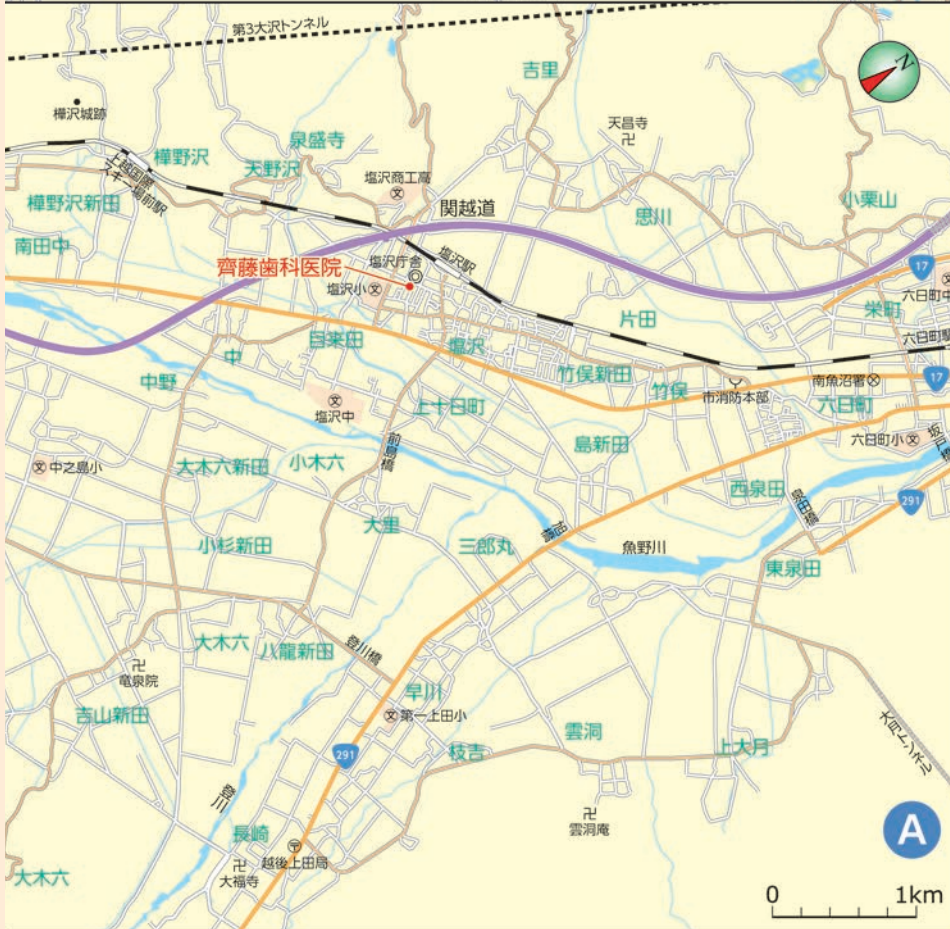 第3大沢トンネル
吉里
N
樺沢城跡
天昌寺
泉盛寺
樺野沢
天野沢
上越国際
スキー場前駅
塩沢商工高
小栗山
樺野沢新田
関越道
思川
南田中
塩沢駅
塩沢庁舎
齊藤歯科医院
17
塩沢小
六日町中
栄町
片田
目来田
塩沢
六日町駅
中
竹俣新田
中野
竹俣
南魚沼署
17
市消防本部
六日町
塩沢中
上十日町
六日町小
坂戸橋
前島橋
島新田
中之島小
大木六新田
小木六
西泉田
泉田橋
291
大里
旭橋
小杉新田
三郎丸
魚野川
東泉田
大木六
八龍新田
登川橋
竜泉院
早川
吉山新田
第一上田小
雲洞
上大月
大月トンネル
枝吉
291
登川
雲洞庵
A
長崎
越後上田局
大福寺
大木六
0
1km